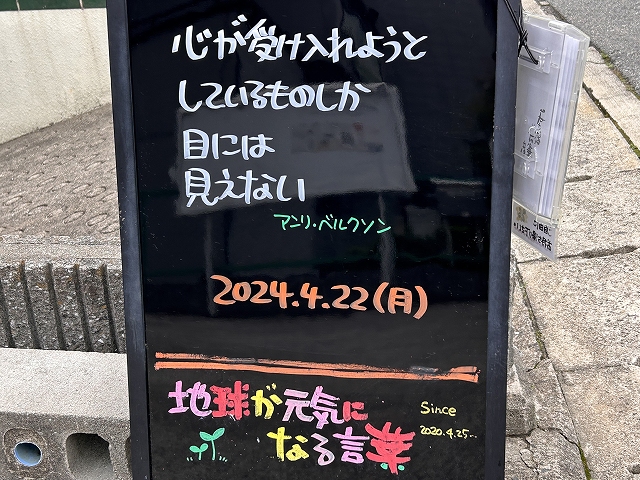 心が受け入れようと
しているものしか
目には
見えない
アンリ・ベルクソン
2024.4.22(月)
地球が元気に
なる言葉
Since
2020.4.25~